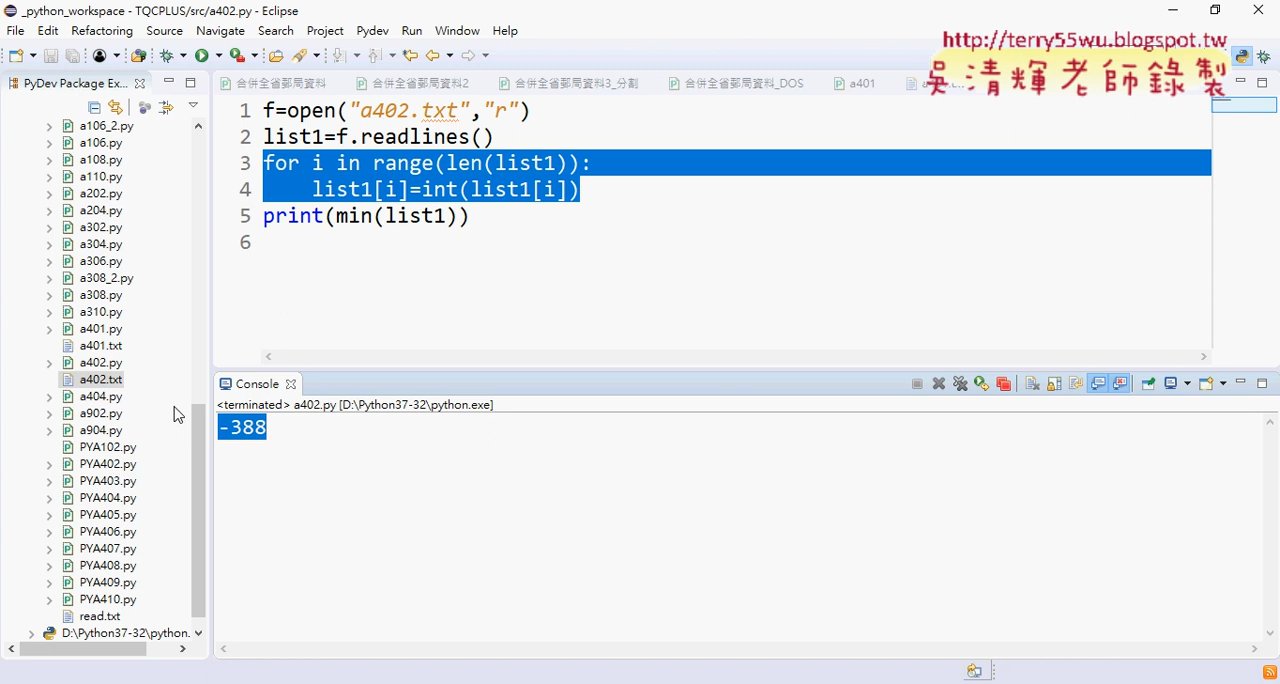 _python_workspace - TQCPLUS/src/a402.py - Eclipse
File Edit Refactoring Source Navigate Search Project Pydev Run Window Help
http://terry55wu.blogspot.tw
吳清輝老師錄製
PyDev Package Ex...
合併全省郵局資料 合併全省郵局資料2 合併全省郵局資料3_分割 合併全省郵局資料_DOS a401
a106_2.py
a106.py
a108.py
a110.py
a202.py
a204.py
a302.py
a304.py
a306.py
a308_2.py
a308.py
a310.py
a401.py
a401.txt
a402.py
a402.txt
a404.py
a902.py
a904.py
PYA102.py
PYA402.py
PYA403.py
PYA404.py
PYA405.py
PYA406.py
PYA407.py
PYA408.py
PYA409.py
PYA410.py
read.txt
D:\Python37-32\python.
1 f=open("a402.txt","r")
2 list1=f.readlines()
3 for i in range(len(list1)):
4 list1[i]=int(list1[i])
5 print(min(list1))
6
Console
<terminated> a402.py [D:\Python37-32\python.exe]
-388